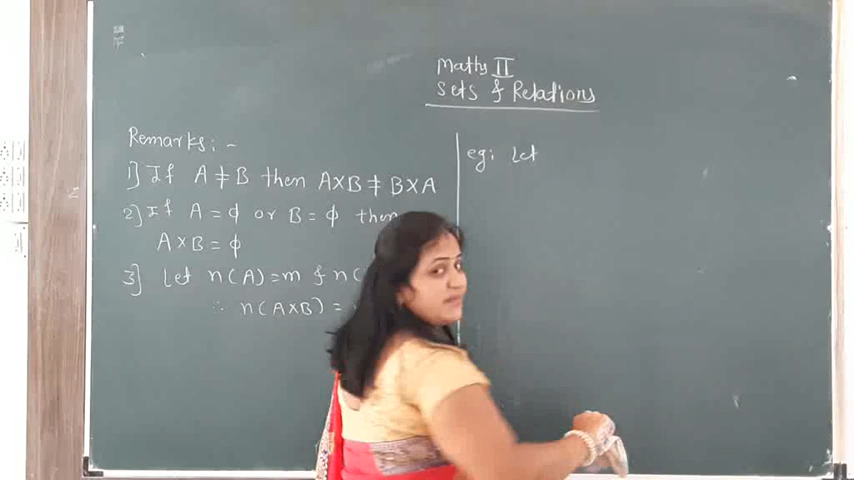 Maths II
Sets & Relations
Remarks :-
1] If A ≠ B then A×B ≠ B×A
2] If A = ϕ or B = ϕ then
A×B = ϕ
3] Let n(A)=m & n(
∴ n(A×B) =
eg: Let